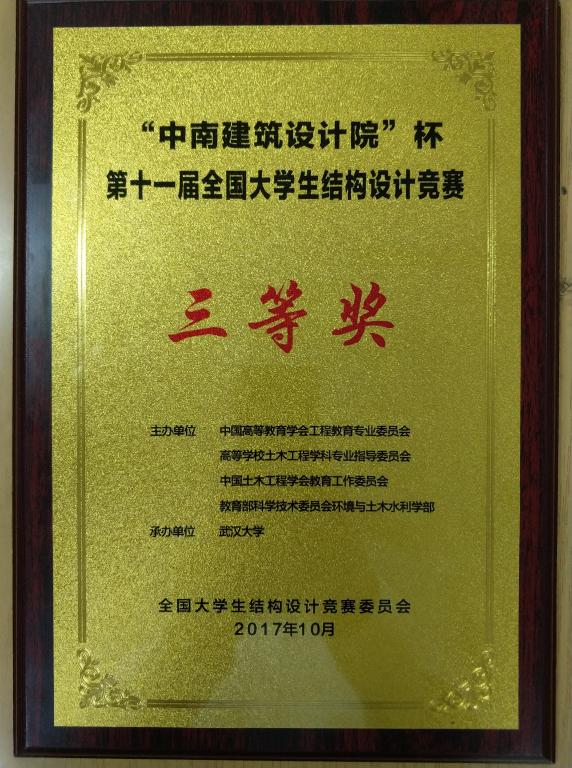 “中南建筑设计院”杯
第十一届全国大学生结构设计竞赛
三等奖
主办单位 中国高等教育学会工程教育专业委员会
高等学校土木工程学科专业指导委员会
中国土木工程学会教育工作委员会
教育部科学技术委员会环境与土木水利学部
承办单位 武汉大学
全国大学生结构设计竞赛委员会
2017年10月